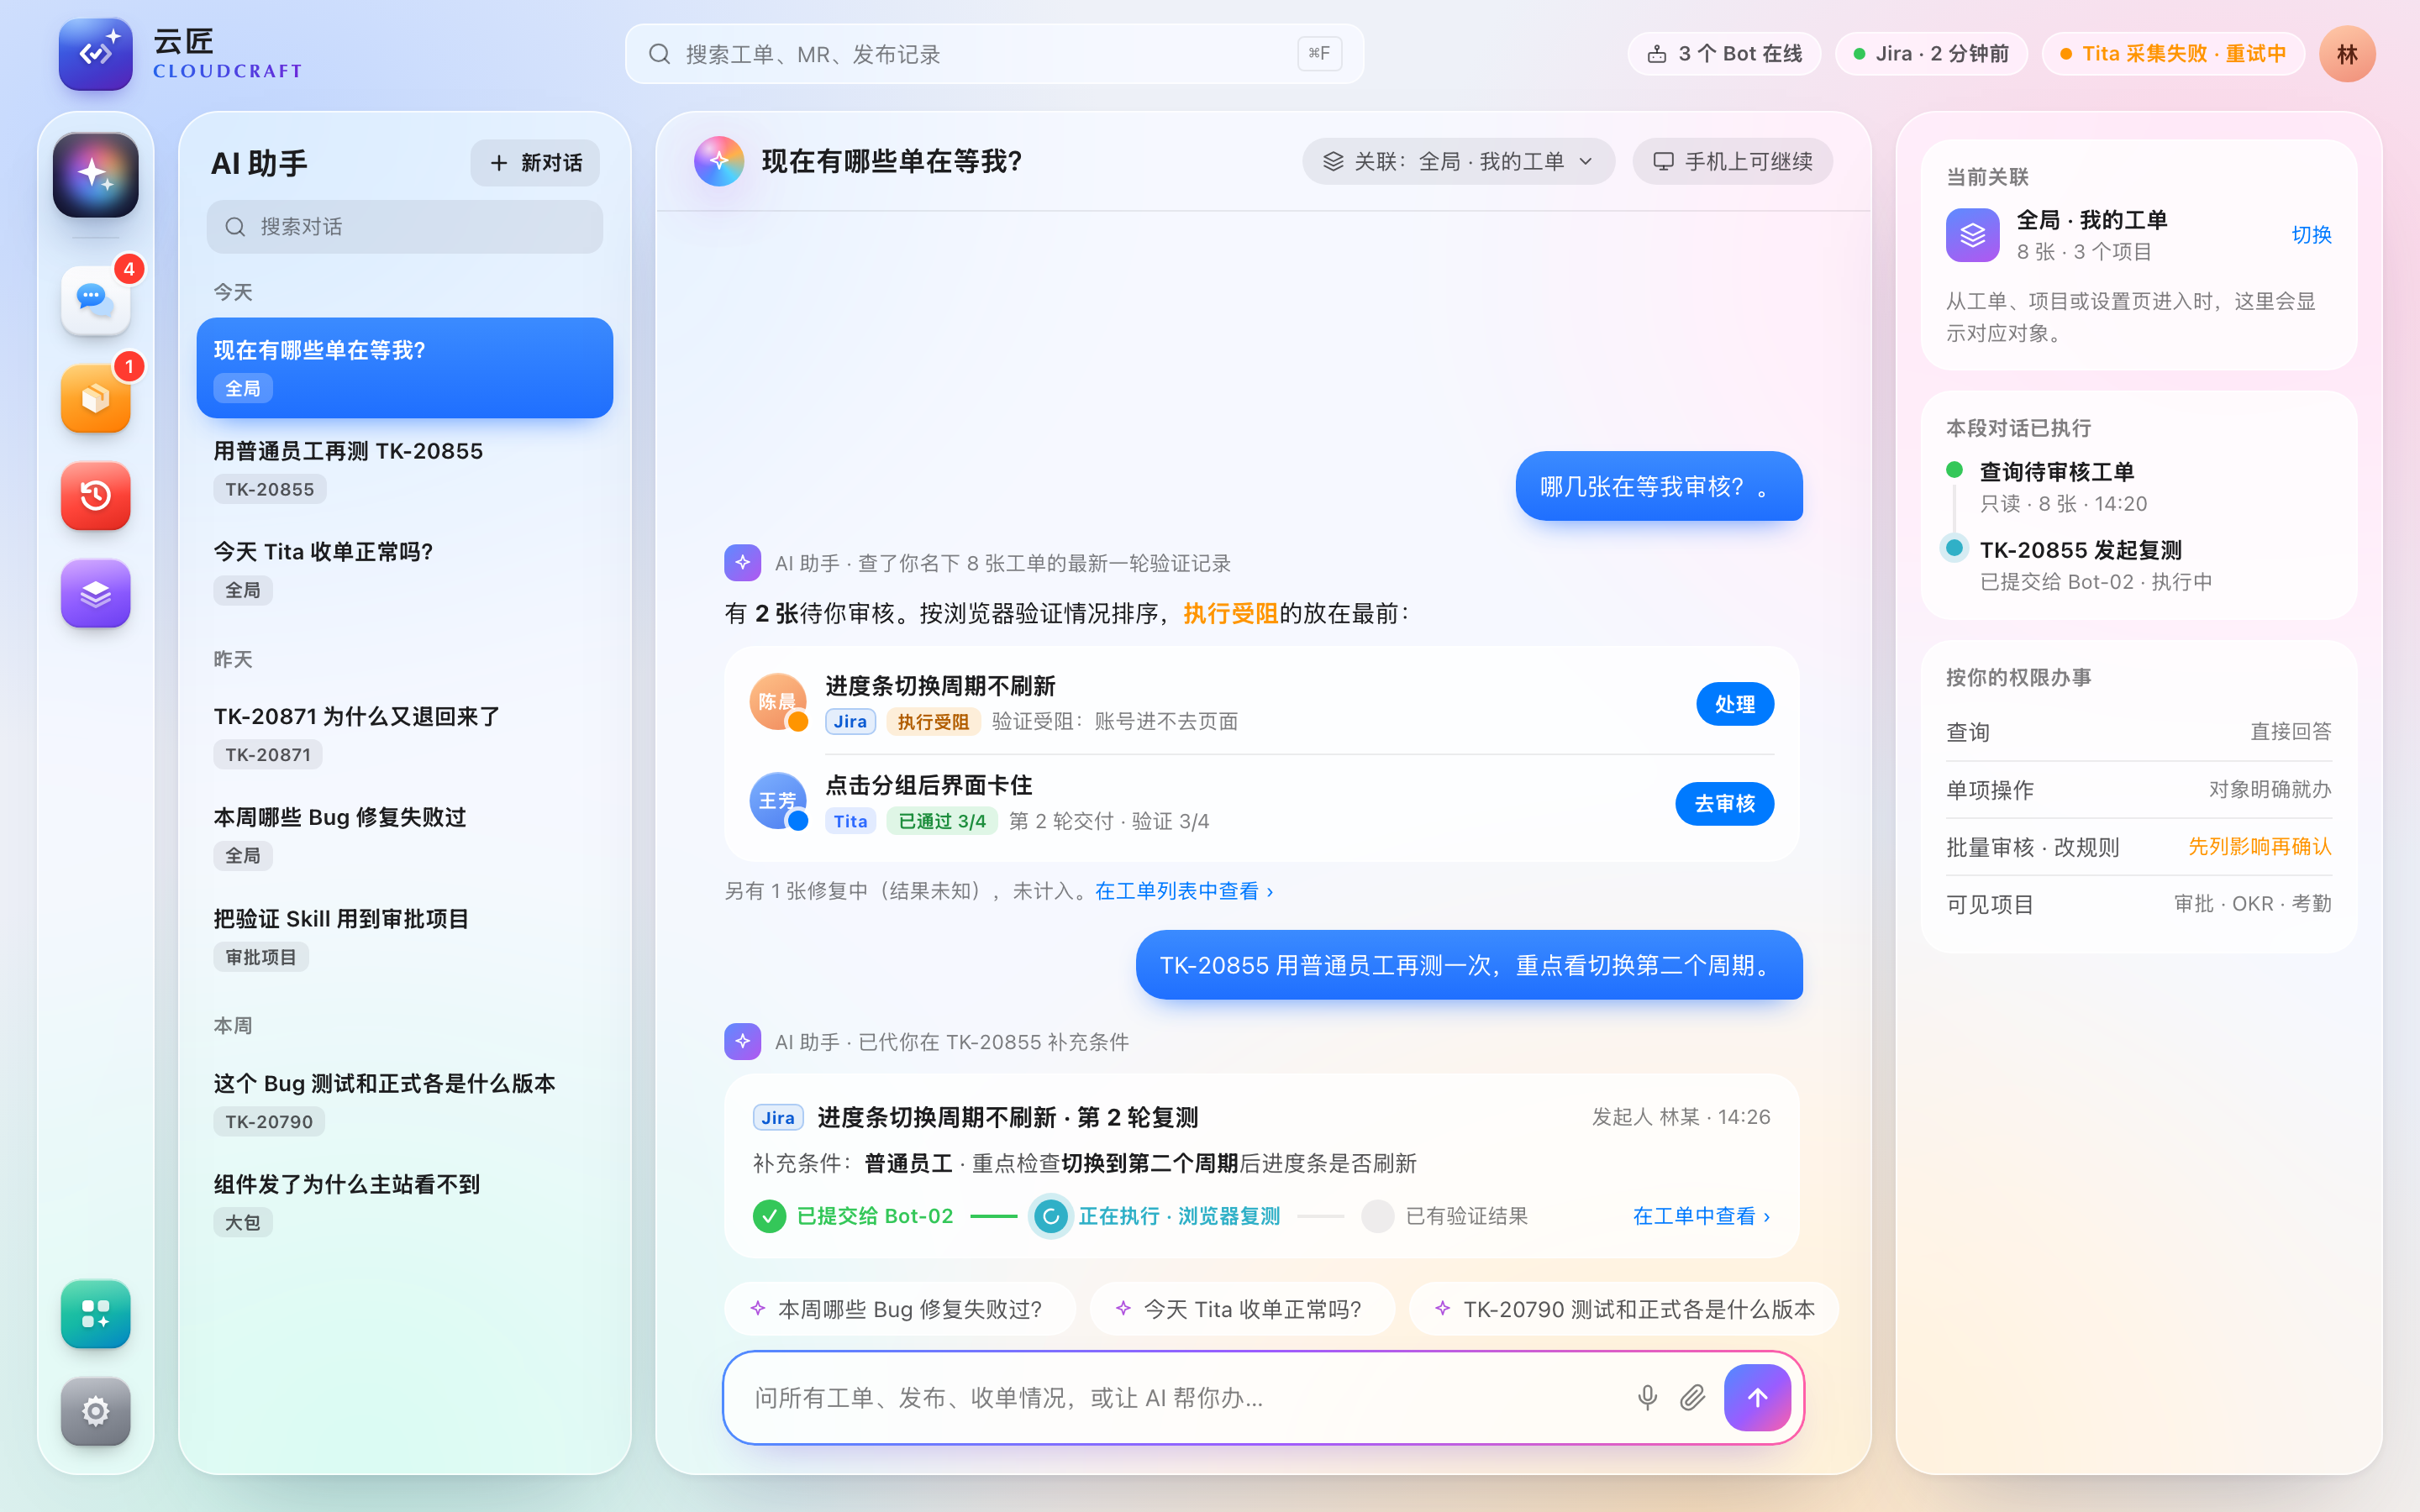 云匠
CLOUDCRAFT
搜索工单、MR、发布记录
⌘F
3 个 Bot 在线
Jira · 2 分钟前
Tita 采集失败 · 重试中
林
4
1
AI 助手
新对话
搜索对话
今天
现在有哪些单在等我?
全局
用普通员工再测 TK-20855
TK-20855
今天 Tita 收单正常吗?
全局
昨天
TK-20871 为什么又退回来了
TK-20871
本周哪些 Bug 修复失败过
全局
把验证 Skill 用到审批项目
审批项目
本周
这个 Bug 测试和正式各是什么版本
TK-20790
组件发了为什么主站看不到
大包
现在有哪些单在等我?
关联：全局 · 我的工单
手机上可继续
哪几张在等我审核？。
AI 助手 · 查了你名下 8 张工单的最新一轮验证记录
有 2 张待你审核。按浏览器验证情况排序，执行受阻的放在最前：
陈晨
进度条切换周期不刷新
Jira 执行受阻 验证受阻：账号进不去页面
处理
王芳
点击分组后界面卡住
Tita 已通过 3/4 第 2 轮交付 · 验证 3/4
去审核
另有 1 张修复中（结果未知），未计入。在工单列表中查看 ›
TK-20855 用普通员工再测一次，重点看切换第二个周期。
AI 助手 · 已代你在 TK-20855 补充条件
Jira 进度条切换周期不刷新 · 第 2 轮复测
发起人 林某 · 14:26
补充条件：普通员工 · 重点检查切换到第二个周期后进度条是否刷新
已提交给 Bot-02
正在执行 · 浏览器复测
已有验证结果
在工单中查看 ›
本周哪些 Bug 修复失败过?
今天 Tita 收单正常吗?
TK-20790 测试和正式各是什么版本
问所有工单、发布、收单情况，或让 AI 帮你办...
当前关联
全局 · 我的工单
8 张 · 3 个项目
切换
从工单、项目或设置页进入时，这里会显
示对应对象。
本段对话已执行
查询待审核工单
只读 · 8 张 · 14:20
TK-20855 发起复测
已提交给 Bot-02 · 执行中
按你的权限办事
查询 直接回答
单项操作 对象明确就办
批量审核 · 改规则 先列影响再确认
可见项目 审批 · OKR · 考勤